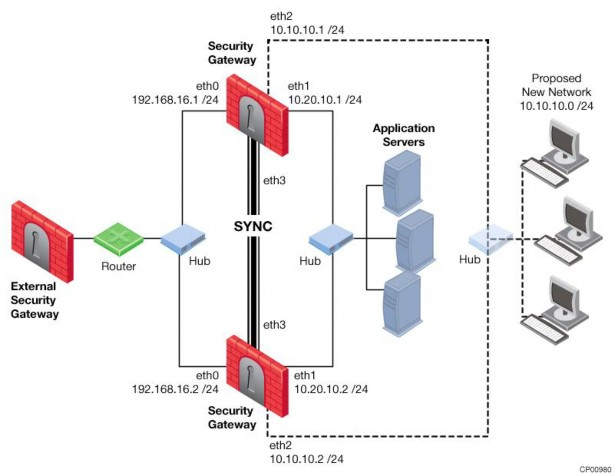 eth2
10.10.10.1 /24
Security
Gateway
eth0
192.168.16.1 /24
eth1
10.20.10.1 /24
Proposed
New Network
10.10.10.0 /24
Application
Servers
eth3
SYNC
External
Security
Gateway
Router
Hub
Hub
Hub
eth3
eth0
192.168.16.2 /24
eth1
10.20.10.2 /24
Security
Gateway
eth2
10.10.10.2 /24
CP00980